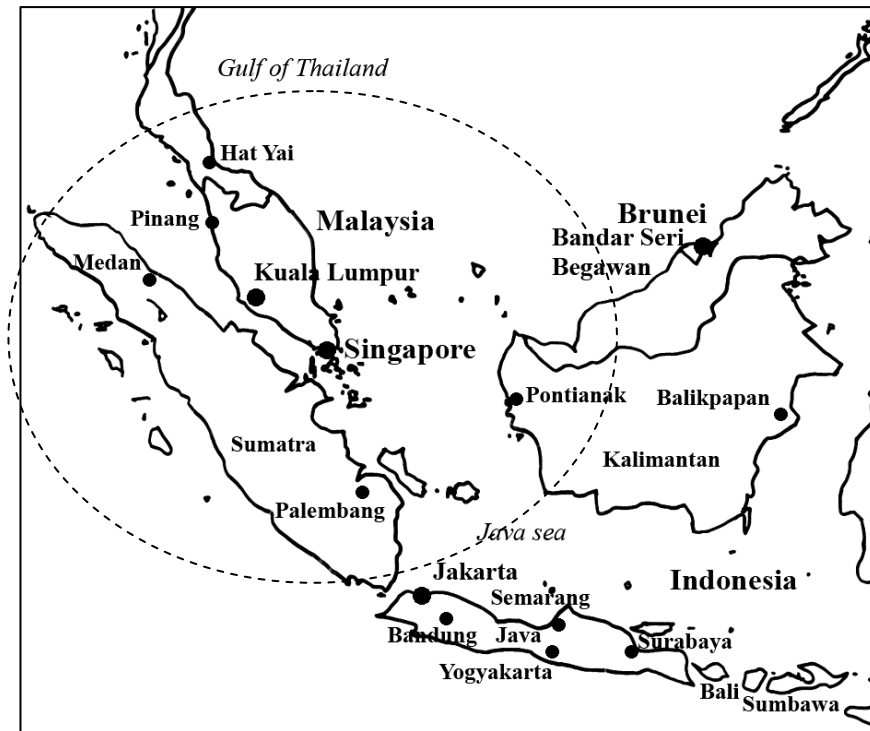 Gulf of Thailand
Hat Yai
Pinang
Malaysia
Brunei
Bandar Seri
Begawan
Medan
Kuala Lumpur
Singapore
Pontianak
Balikpapan
Sumatra
Kalimantan
Palembang
Java sea
Jakarta
Indonesia
Semarang
Bandung
Java
Surabaya
Yogyakarta
Bali
Sumbawa